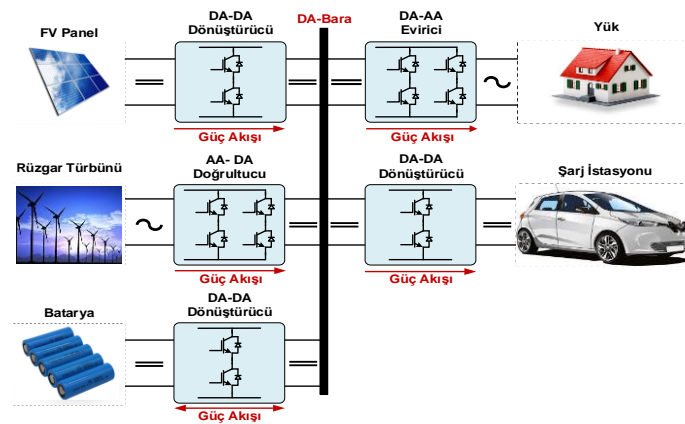 FV Panel
DA-DA
Dönüştürücü
DA-Bara
DA-AA
Evirici
Yük
Güç Akışı
Güç Akışı
Rüzgar Türbünü
AA- DA
Doğrultucu
DA-DA
Dönüştürücü
Şarj İstasyonu
Güç Akışı
Güç Akışı
Batarya
DA-DA
Dönüştürücü
Güç Akışı